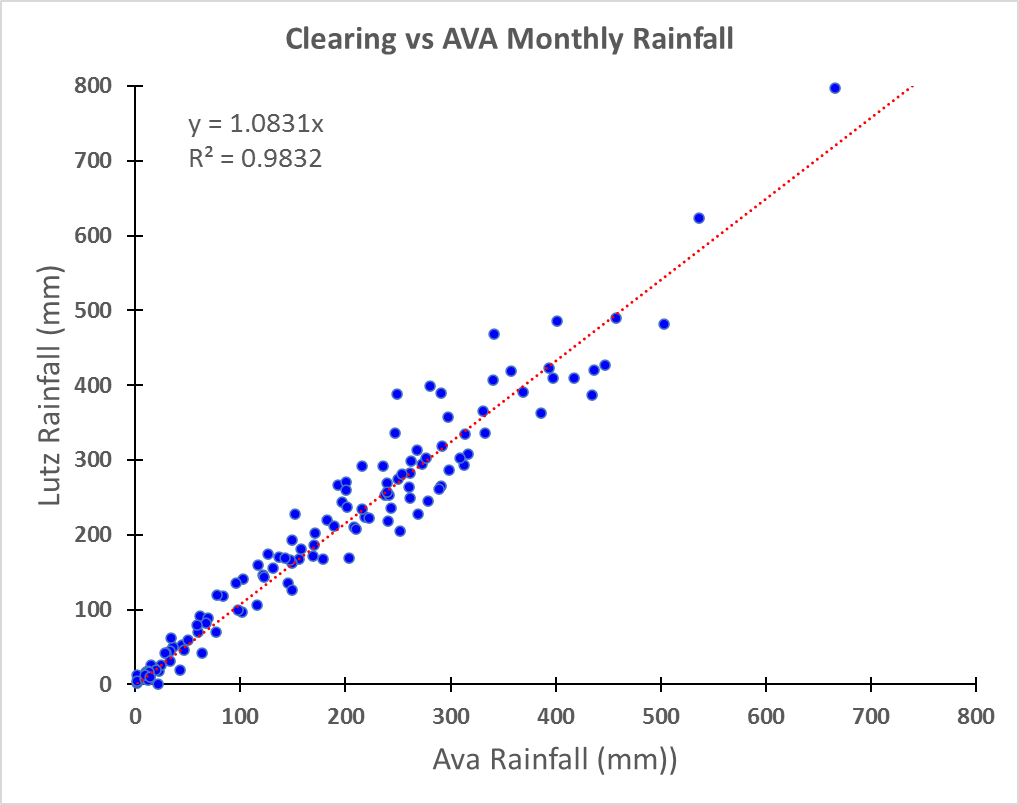 Clearing vs AVA Monthly Rainfall
y = 1.0831x
R² = 0.9832
800
700
600
500
400
300
200
100
0
Lutz Rainfall (mm)
0 100 200 300 400 500 600 700 800
Ava Rainfall (mm))